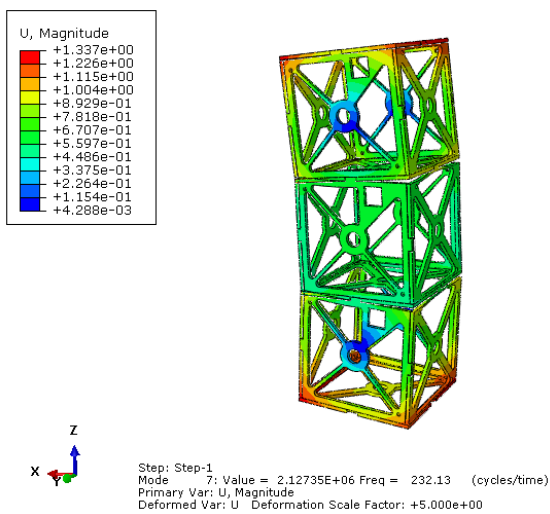 U, Magnitude
+1.337e+00
+1.226e+00
+1.115e+00
+1.004e+00
+8.929e-01
+7.818e-01
+6.707e-01
+5.597e-01
+4.486e-01
+3.375e-01
+2.264e-01
+1.154e-01
+4.288e-03
Z
X
Y
Step: Step-1
Mode 7: Value = 2.12735E+06 Freq = 232.13 (cycles/time)
Primary Var: U, Magnitude
Deformed Var: U Deformation Scale Factor: +5.000e+00